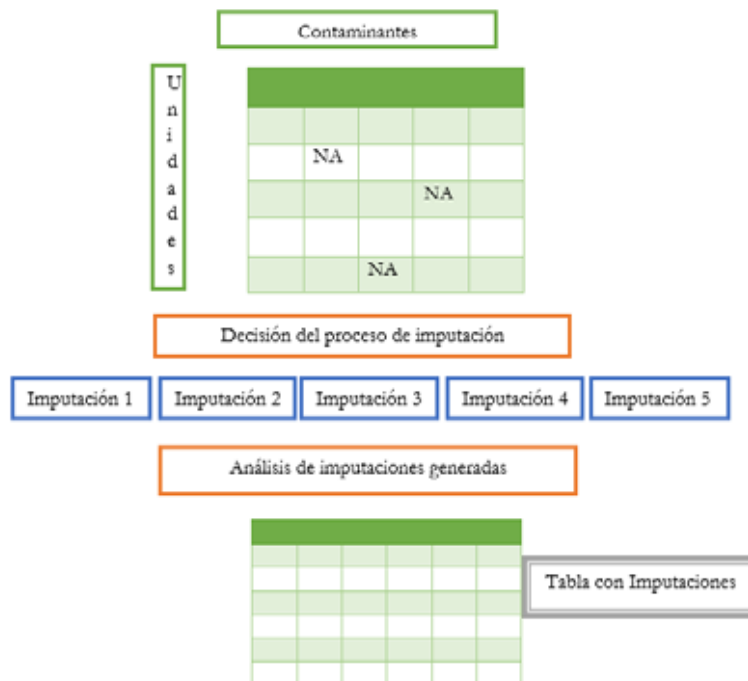 Contaminantes
Unidades
NA
NA
NA
Decisión del proceso de imputación
Imputación 1
Imputación 2
Imputación 3
Imputación 4
Imputación 5
Análisis de imputaciones generadas
Tabla con Imputaciones